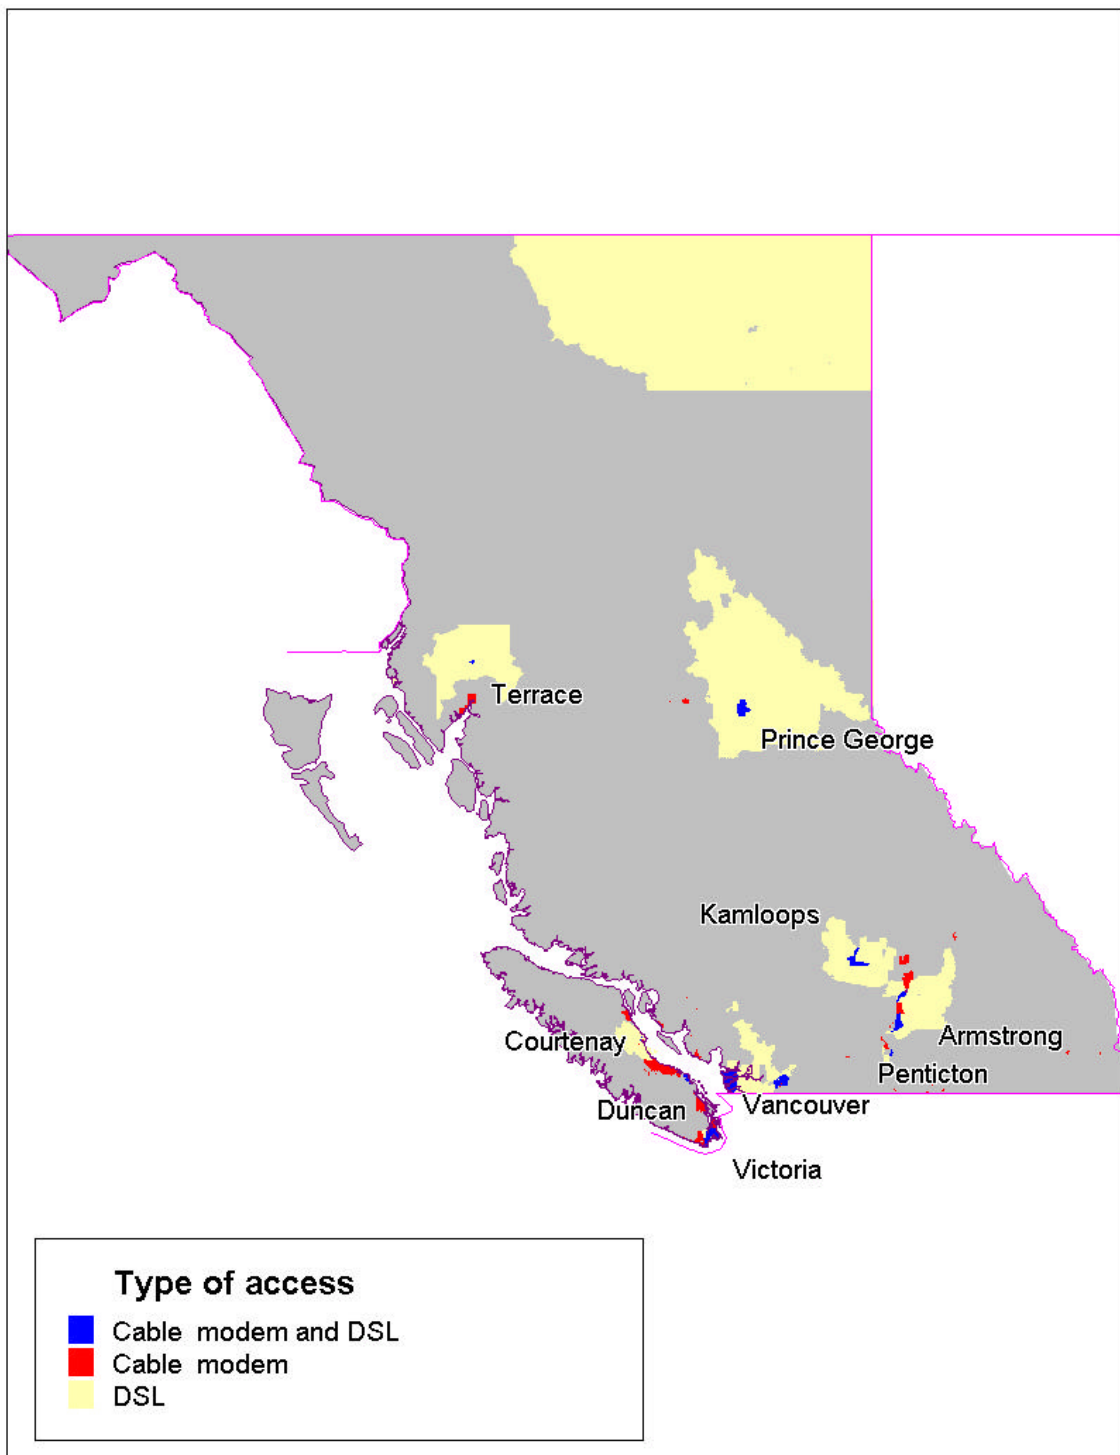 Terrace
Prince George
Kamloops
Courtenay
Armstrong
Penticton
Duncan
Vancouver
Victoria
Type of access
Cable modem and DSL
Cable modem
DSL